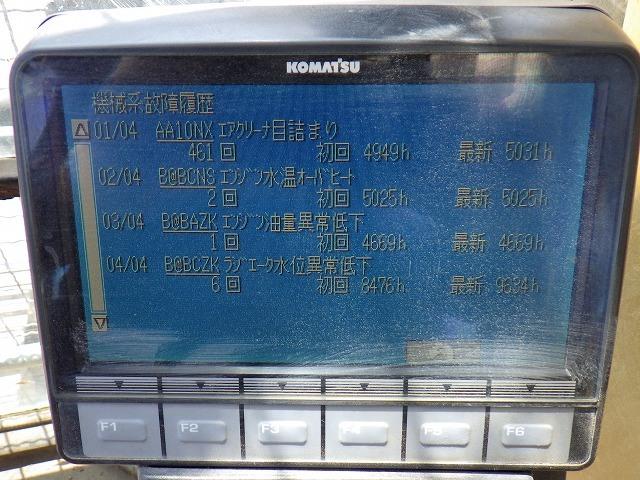 KOMATSU
機械系故障履歴
01/04 AA10NX エアクリーナ目詰まり
461 回 初回 4949h 最新 5031h
02/04 B@BCNS エンジン水温オーバヒート
2 回 初回 5025h 最新 5025h
03/04 B@BAZK エンジン油量異常低下
1 回 初回 4669h 最新 4669h
04/04 B@BCZK ラジエータ水位異常低下
6 回 初回 8476h 最新 9634h
F1 F2 F3 F4 F5 F6